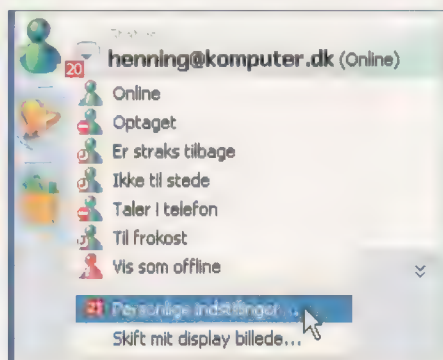 20
henning@komputer.dk (Online)
Online
Optaget
Er straks tilbage
Ikke til stede
Taler i telefon
Til frokost
Vis som offline
Personlige indstillinger...
Skift mit display billede...